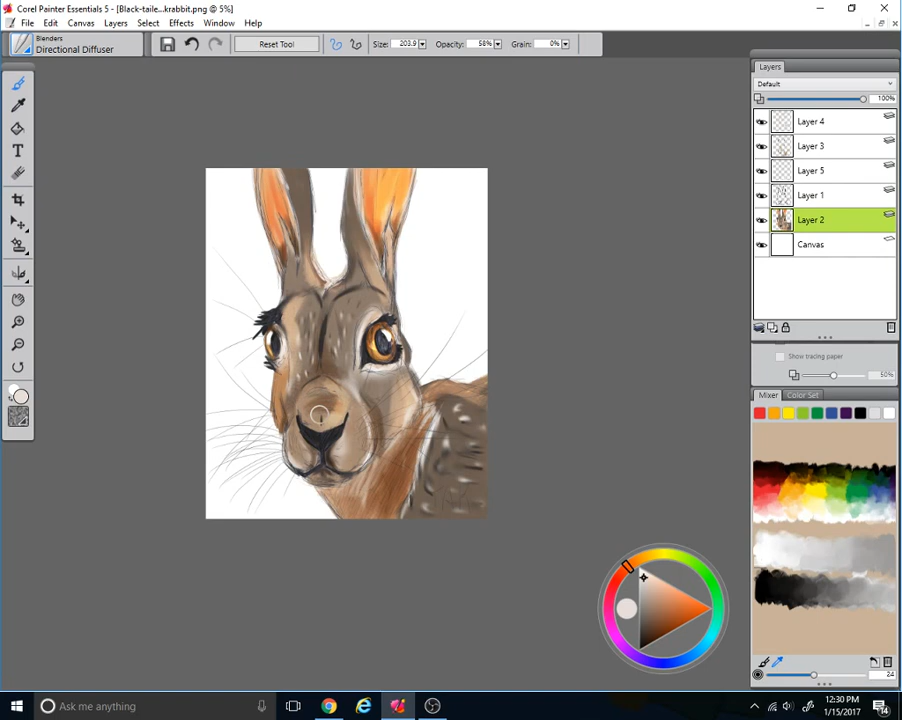 Corel Painter Essentials 5 - [Black-taile...krabbit.png @ 5%]
File Edit Canvas Layers Select Effects Window Help
Blenders
Directional Diffuser
Reset Tool
Size: 203.9
Opacity: 58%
Grain: 0%
Layers
Default
100%
Layer 4
Layer 3
Layer 5
Layer 1
Layer 2
Canvas
Show tracing paper
50%
Mixer
Color Set
24
T
Ask me anything
12:30 PM
1/15/2017
14